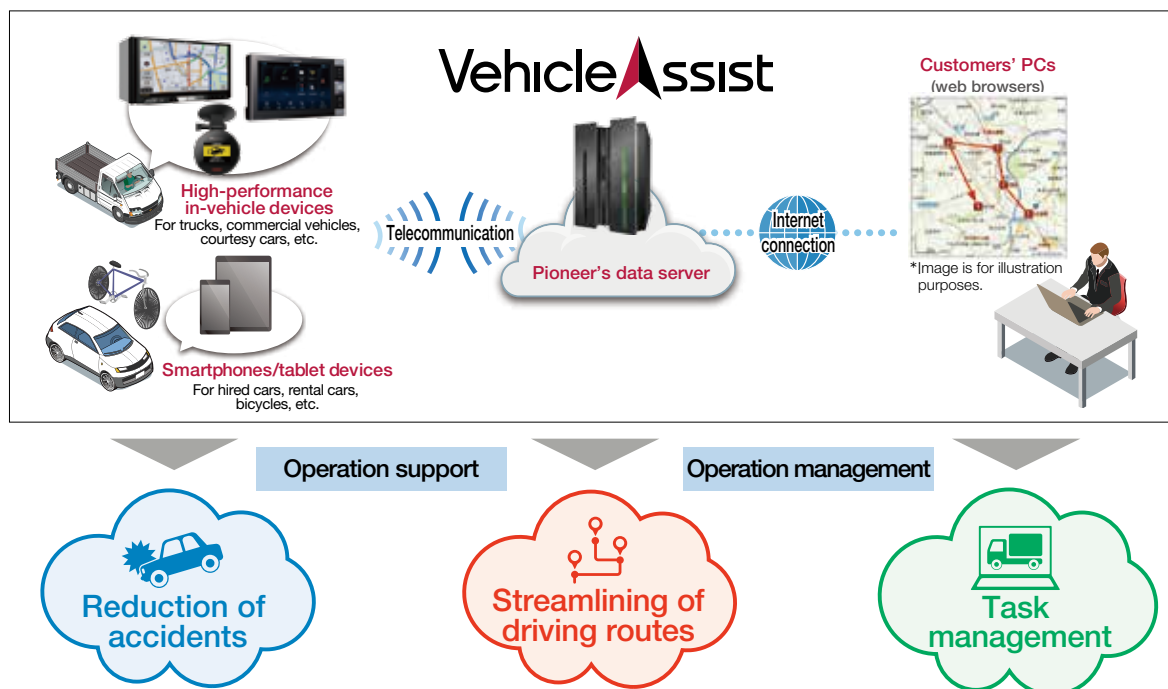 VehicleAssist
Customers' PCs
(web browsers)
High-performance
in-vehicle devices
For trucks, commercial vehicles,
courtesy cars, etc.
Telecommunication
Pioneer's data server
Internet
connection
*Image is for illustration
purposes.
Smartphones/tablet devices
For hired cars, rental cars,
bicycles, etc.
Operation support
Operation management
Reduction of
accidents
Streamlining of
driving routes
Task
management